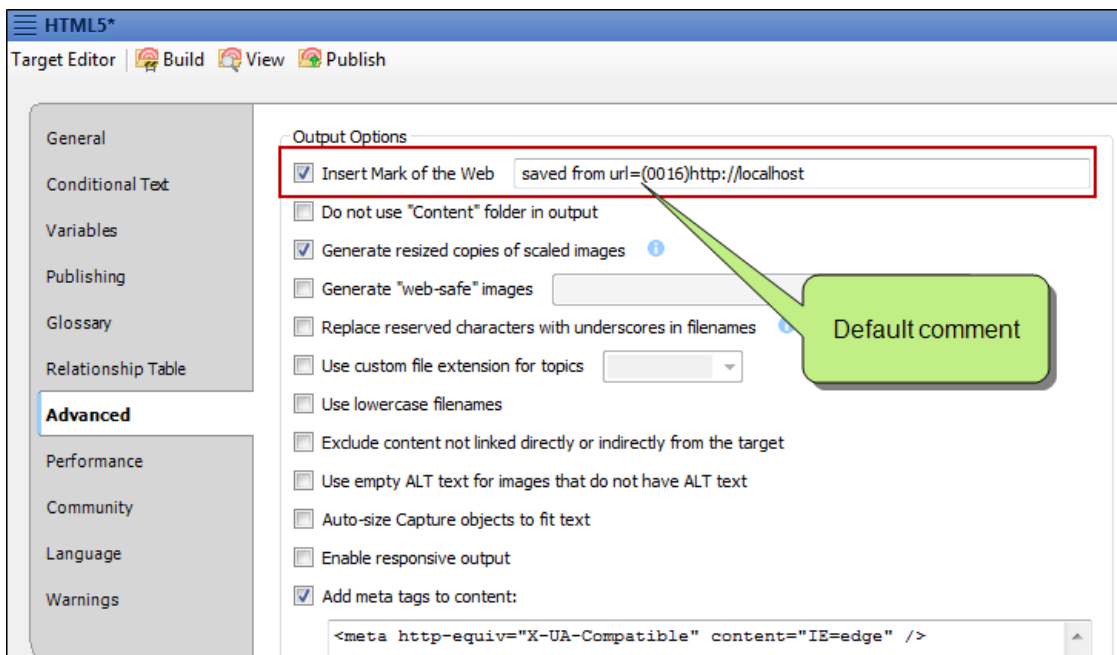 HTML5*
Target Editor Build View Publish
General
Conditional Text
Variables
Publishing
Glossary
Relationship Table
Advanced
Performance
Community
Language
Warnings
Output Options
Insert Mark of the Web saved from url=(0016)http://localhost
Do not use "Content" folder in output
Generate resized copies of scaled images
Generate "web-safe" images
Replace reserved characters with underscores in filenames
Use custom file extension for topics
Use lowercase filenames
Exclude content not linked directly or indirectly from the target
Use empty ALT text for images that do not have ALT text
Auto-size Capture objects to fit text
Enable responsive output
Add meta tags to content:
<meta http-equiv="X-UA-Compatible" content="IE=edge" />
Default comment